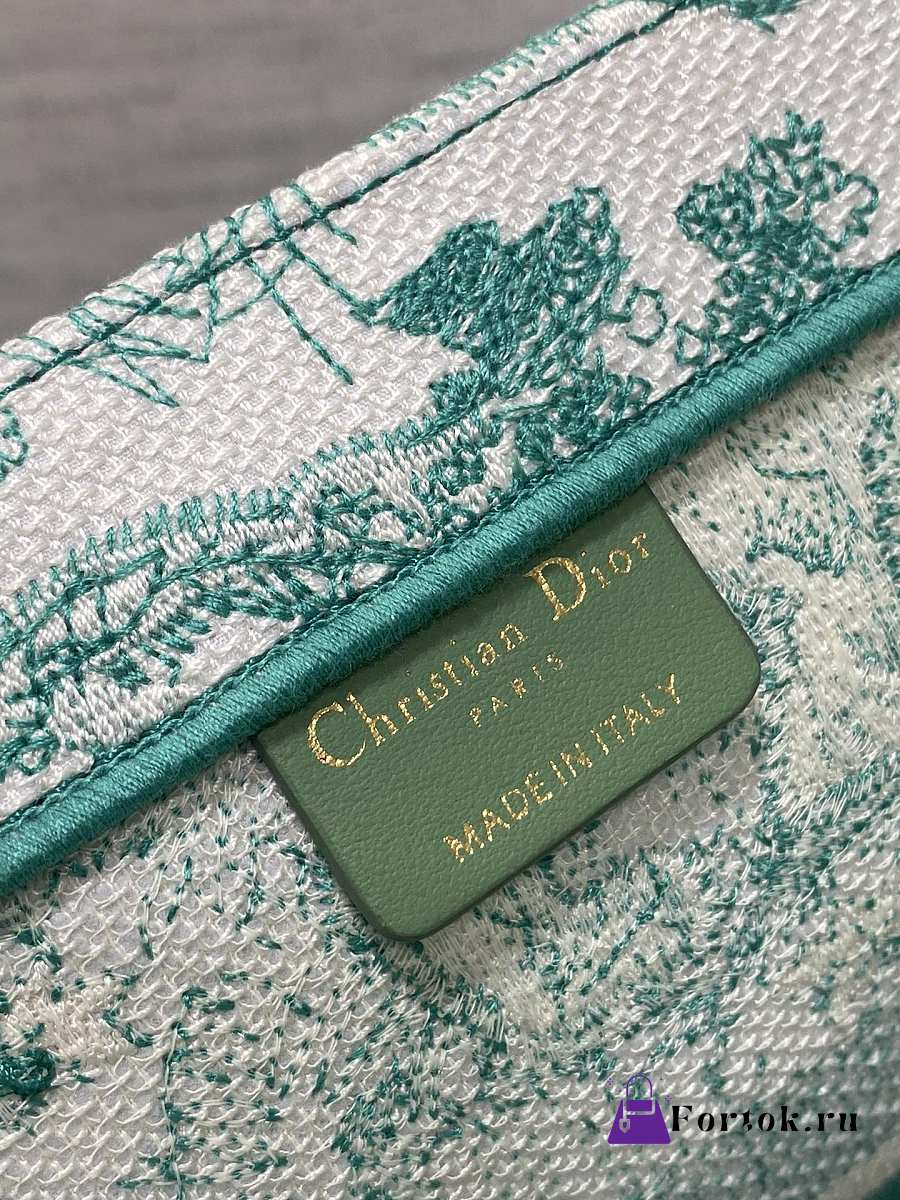 Christian Dior
PARIS
MADE IN ITALY
Fortok.ru